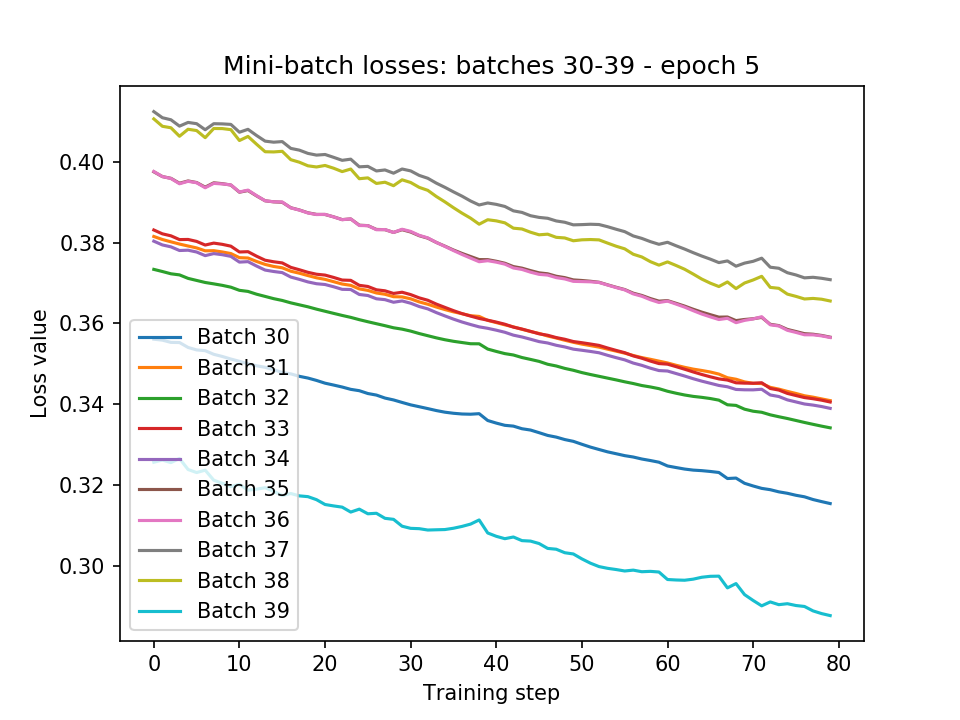 Mini-batch losses: batches 30-39 - epoch 5
Loss value
0.40
0.38
0.36
0.34
0.32
0.30
Batch 30
Batch 31
Batch 32
Batch 33
Batch 34
Batch 35
Batch 36
Batch 37
Batch 38
Batch 39
0 10 20 30 40 50 60 70 80
Training step